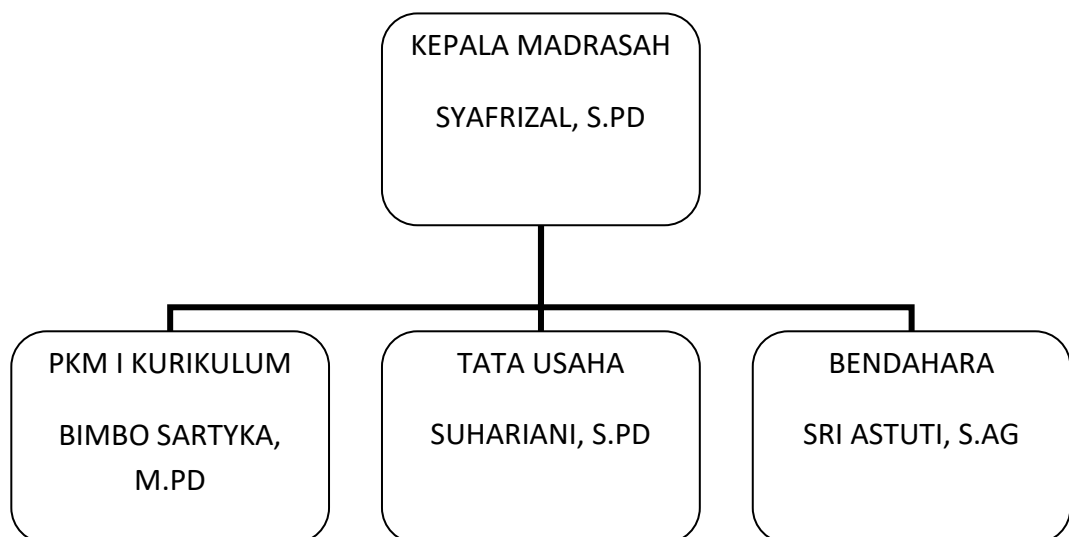 KEPALA MADRASAH
SYAFRIZAL, S.PD
PKM I KURIKULUM
BIMBO SARTYKA,
M.PD
TATA USAHA
SUHARIANI, S.PD
BENDAHARA
SRI ASTUTI, S.AG